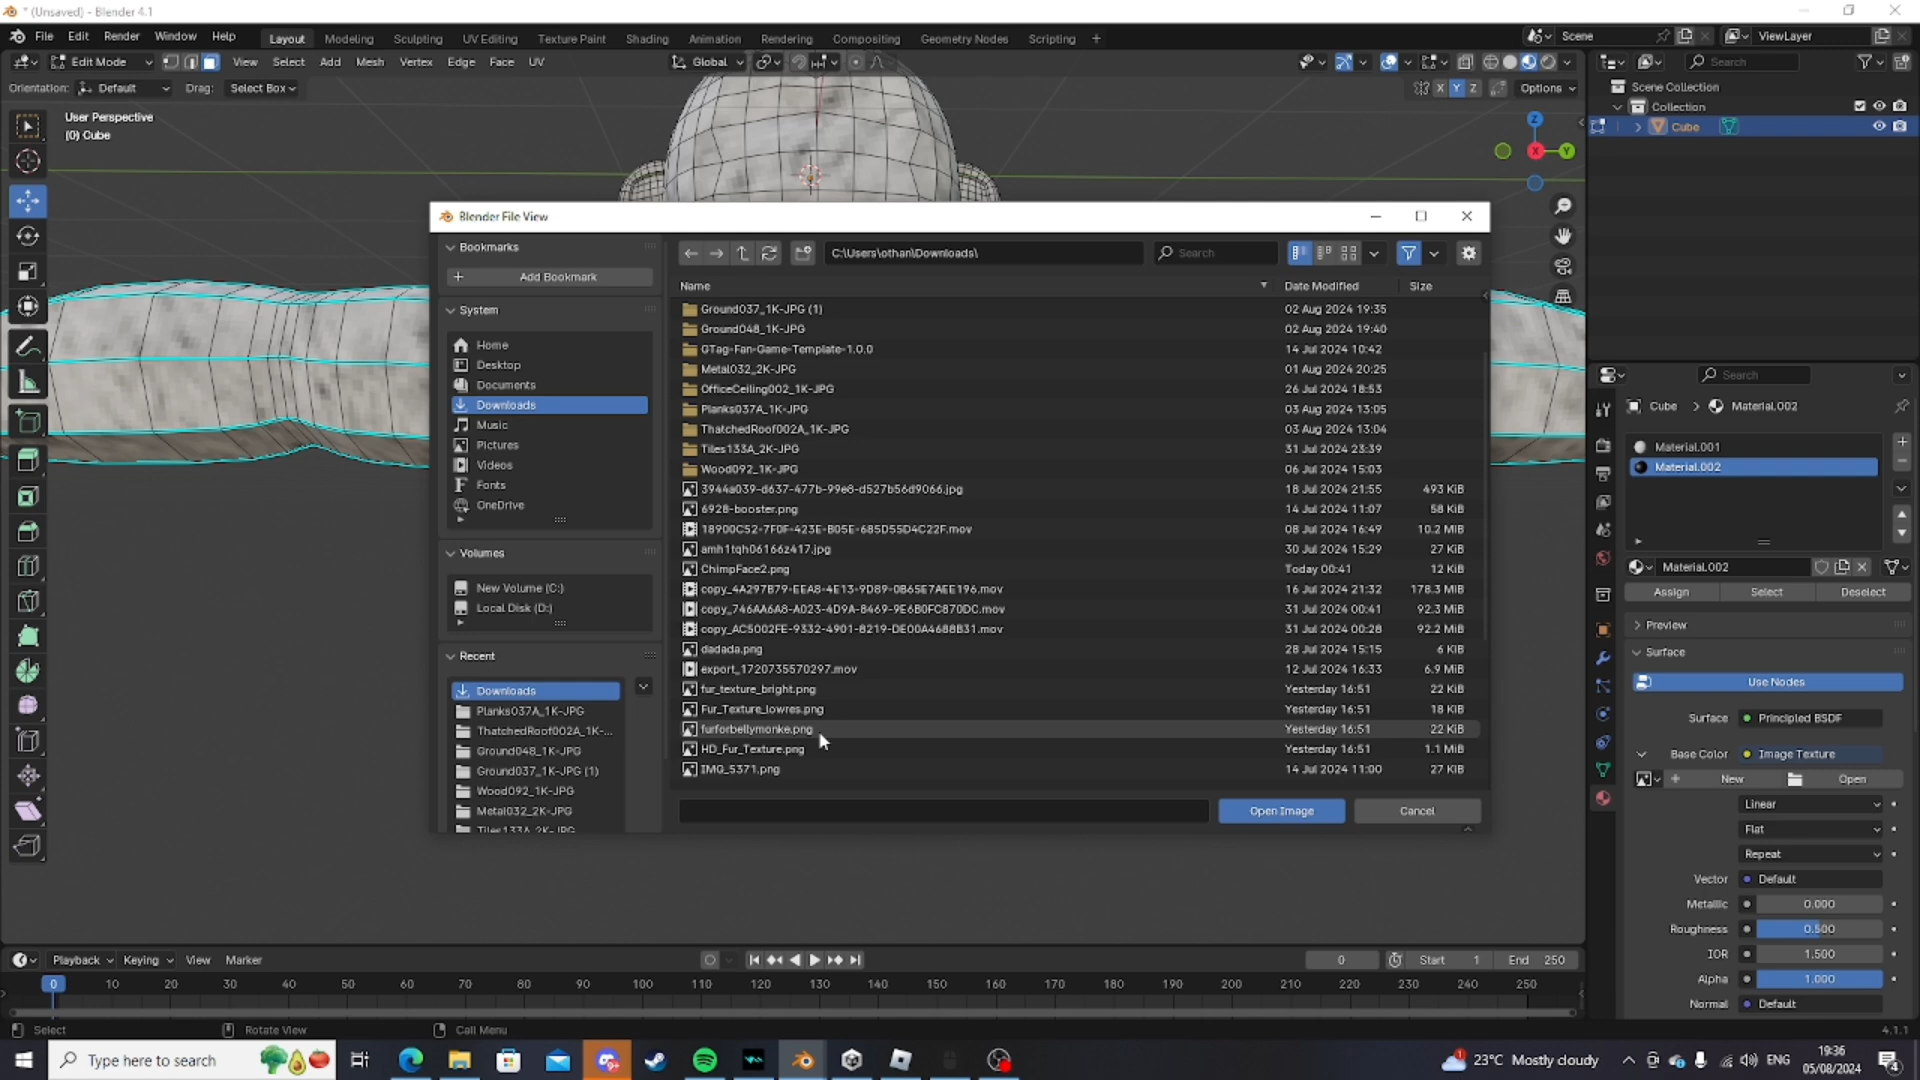 * (Unsaved) - Blender 4.1
File Edit Render Window Help
Layout Modeling Sculpting UV Editing Texture Paint Shading Animation Rendering Compositing Geometry Nodes Scripting +
Scene
ViewLayer
Edit Mode
View Select Add Mesh Vertex Edge Face UV
Global
Search
Orientation: Default Drag: Select Box
X Y Z Options
User Perspective
(0) Cube
Scene Collection
Collection
Cube
Z
X
Y
Blender File View
Bookmarks
Add Bookmark
System
Home
Desktop
Documents
Downloads
Music
Pictures
Videos
Fonts
OneDrive
Volumes
New Volume (C:)
Local Disk (D:)
Recent
Downloads
Planks037A_1K-JPG
ThatchedRoof002A_1K-...
Ground048_1K-JPG
Ground037_1K-JPG (1)
Wood092_1K-JPG
Metal032_2K-JPG
Tiles133A_2K-JPG
C:\Users\othan\Downloads\
Search
Name Date Modified Size
Ground037_1K-JPG (1) 02 Aug 2024 19:35
Ground048_1K-JPG 02 Aug 2024 19:40
GTag-Fan-Game-Template-1.0.0 14 Jul 2024 10:42
Metal032_2K-JPG 01 Aug 2024 20:25
OfficeCeiling002_1K-JPG 26 Jul 2024 18:53
Planks037A_1K-JPG 03 Aug 2024 13:05
ThatchedRoof002A_1K-JPG 03 Aug 2024 13:04
Tiles133A_2K-JPG 31 Jul 2024 23:39
Wood092_1K-JPG 06 Jul 2024 15:03
3944a039-d637-477b-99e8-d527b56d9066.jpg 18 Jul 2024 21:55 493 KiB
6928-booster.png 14 Jul 2024 11:07 58 KiB
18900C52-7F0F-423E-B05E-685D55D4C22F.mov 08 Jul 2024 16:49 10.2 MiB
amh1tqh06166z417.jpg 30 Jul 2024 15:29 27 KiB
ChimpFace2.png Today 00:41 12 KiB
copy_4A297B79-EEA8-4E13-9D89-0B65E7AEE196.mov 16 Jul 2024 21:32 178.3 MiB
copy_746AA6A8-A023-4D9A-8469-9E6B0FC870DC.mov 31 Jul 2024 00:41 92.3 MiB
copy_AC5002FE-9332-4901-8219-DE00A4688B31.mov 31 Jul 2024 00:28 92.2 MiB
dadada.png 28 Jul 2024 15:15 6 KiB
export_1720735570297.mov 12 Jul 2024 16:33 6.9 MiB
fur_texture_bright.png Yesterday 16:51 22 KiB
Fur_Texture_lowres.png Yesterday 16:51 18 KiB
furforbellymonke.png Yesterday 16:51 22 KiB
HD_Fur_Texture.png Yesterday 16:51 1.1 MiB
IMG_5371.png 14 Jul 2024 11:00 27 KiB
Open Image Cancel
Search
Cube > Material.002
Material.001
Material.002
Material.002
Assign Select Deselect
Preview
Surface
Use Nodes
Surface Principled BSDF
Base Color Image Texture
New Open
Linear
Flat
Repeat
Vector Default
Metallic 0.000
Roughness 0.500
IOR 1.500
Alpha 1.000
Normal Default
Playback Keying View Marker
0 Start 1 End 250
0 10 20 30 40 50 60 70 80 90 100 110 120 130 140 150 160 170 180 190 200 210 220 230 240 250
Select Rotate View Call Menu
4.1.1
Type here to search
1
23°C Mostly cloudy
ENG
19:36
05/08/2024
4